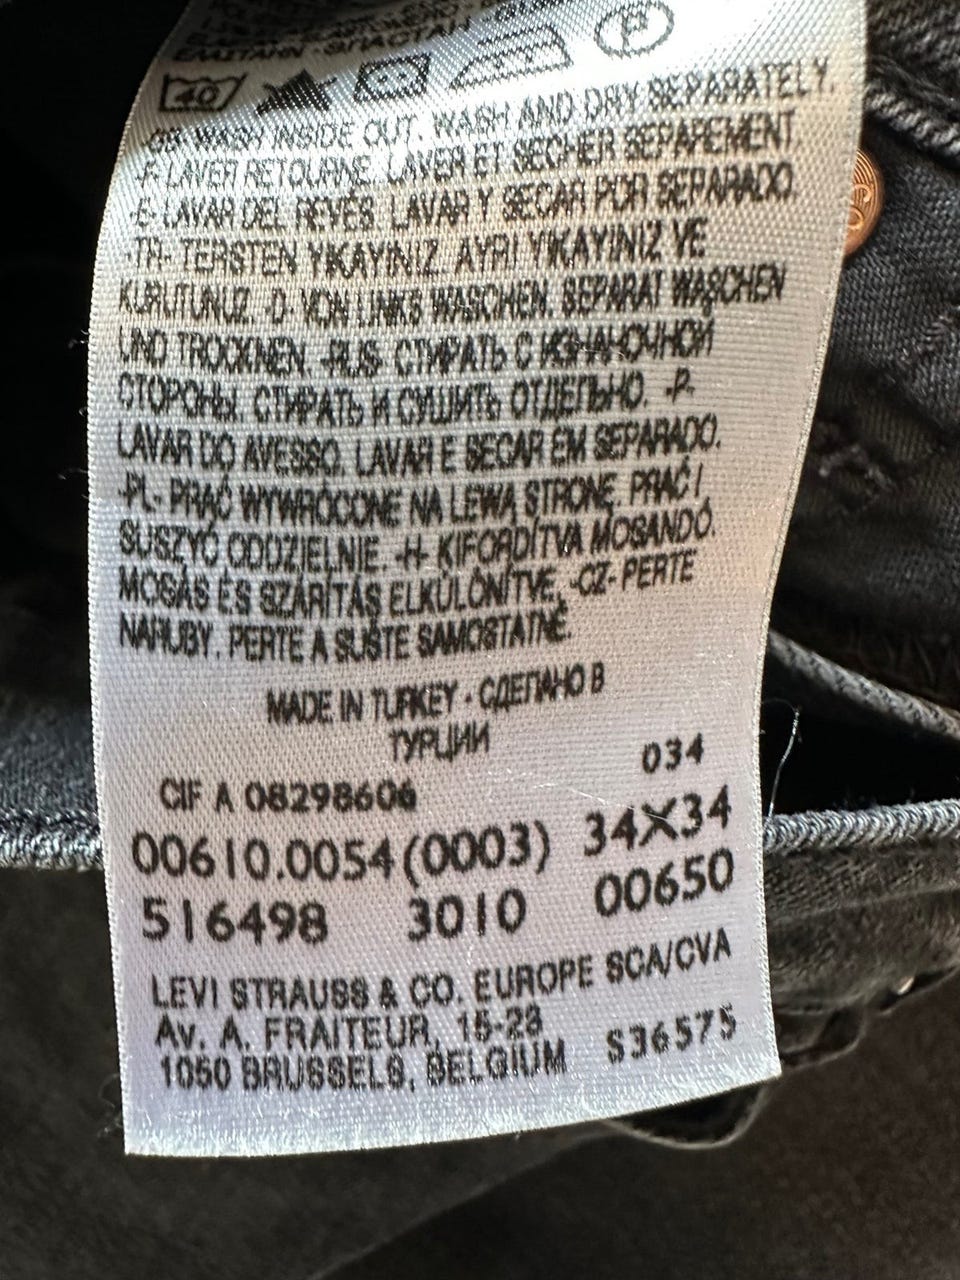 ЕЛАСТАН - ΣΠΑΣΤΑΝ
40
P
-GB- WASH INSIDE OUT. WASH AND DRY SEPARATELY.
-F- LAVER RETOURNE. LAVER ET SECHER SEPAREMENT.
-E- LAVAR DEL REVÉS. LAVAR Y SECAR POR SEPARADO.
-TR- TERSTEN YIKAYINIZ. AYRI YIKAYINIZ VE
KURUTUNUZ. -D- VON LINKS WASCHEN. SEPARAT WASCHEN
UND TROCKNEN. -RUS- СТИРАТЬ С ИЗНАНОЧНОЙ
СТОРОНЫ. СТИРАТЬ И СУШИТЬ ОТДЕЛЬНО. -P-
LAVAR DO AVESSO. LAVAR E SECAR EM SEPARADO.
-PL- PRAĆ WYWRÓCONE NA LEWĄ STRONĘ. PRAĆ I
SUSZYĆ ODDZIELNIE. -H- KIFORDÍTVA MOSANDÓ.
MOSÁS ÉS SZÁRÍTÁS ELKÜLÖNÍTVE. -CZ- PERTE
NARUBY. PERTE A SUŠTE SAMOSTATNĚ.
MADE IN TURKEY - СДЕЛАНО В
ТУРЦИИ
034
CIF A 08298606
00610.0054(0003) 34X34
516498 3010 00650
LEVI STRAUSS & CO. EUROPE SCA/CVA
Av. A. FRAITEUR, 15-23
1050 BRUSSELS, BELGIUM S36575